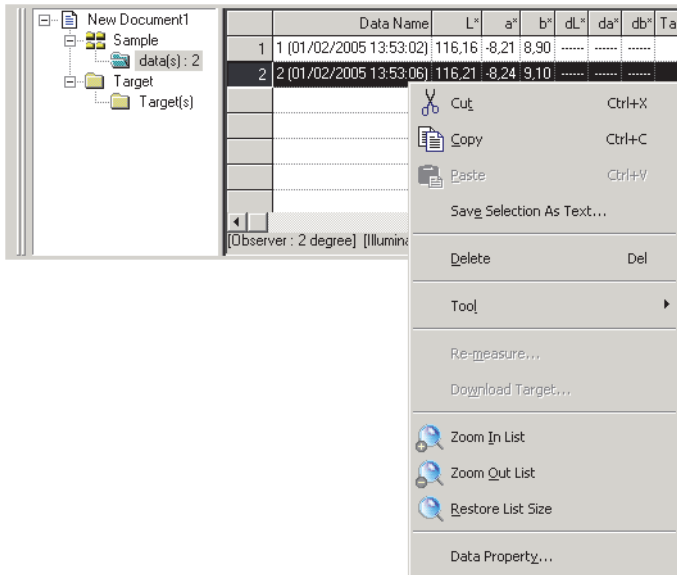 New Document1
Sample
data(s) : 2
Target
Target(s)
Data Name L* a* b* dL* da* db* Ta
1 1 (01/02/2005 13:53:02) 116,16 -8,21 8,90 ----- ----- -----
2 2 (01/02/2005 13:53:06) 116,21 -8,24 9,10 ----- ----- -----
[Observer : 2 degree] [Illumina
Cut Ctrl+X
Copy Ctrl+C
Paste Ctrl+V
Save Selection As Text...
Delete Del
Tool
Re-measure...
Download Target...
Zoom In List
Zoom Out List
Restore List Size
Data Property...